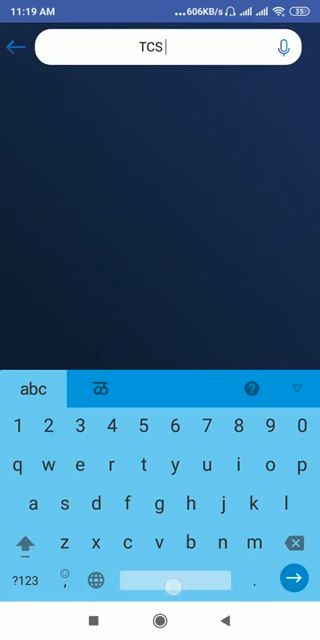 11:19 AM ...606KB/s 35
TCS
abc ळ
1 2 3 4 5 6 7 8 9 0
q w e r t y u i o p
a s d f g h j k l
z x c v b n m
?123 , .